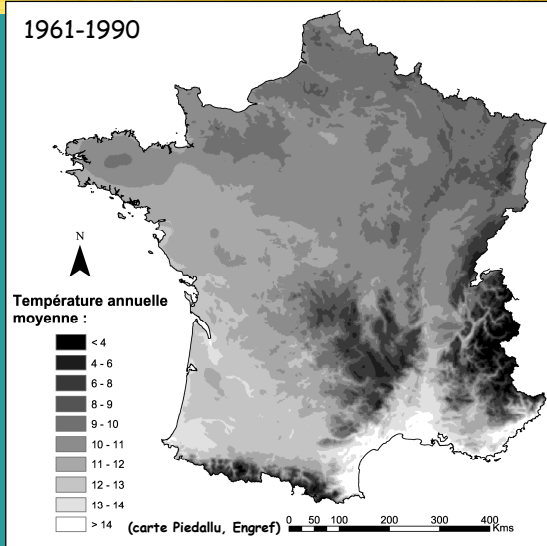 1961-1990
N
Température annuelle
moyenne :
< 4
4 - 6
6 - 8
8 - 9
9 - 10
10 - 11
11 - 12
12 - 13
13 - 14
> 14
(carte Piedallu, Engref)
0 50 100 200 300 400
Kms